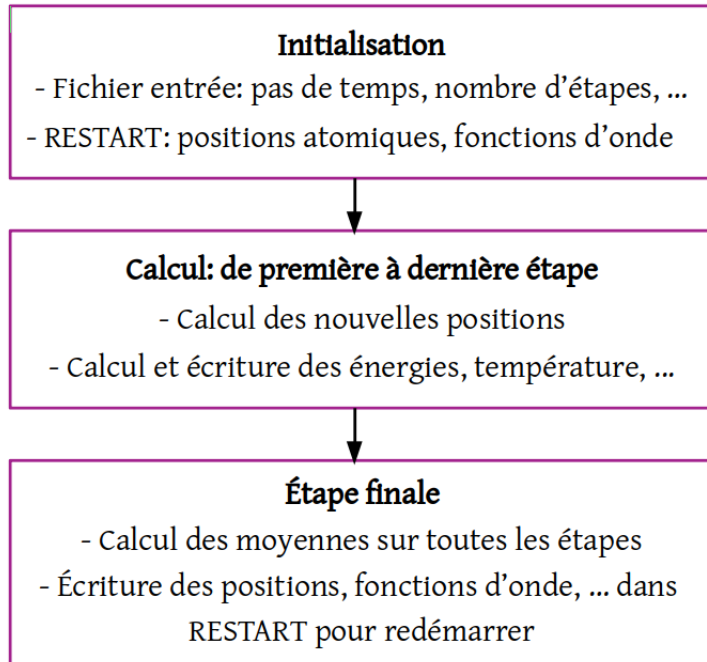 Initialisation
- Fichier entrée: pas de temps, nombre d’étapes, ...
- RESTART: positions atomiques, fonctions d’onde
Calcul: de première à dernière étape
- Calcul des nouvelles positions
- Calcul et écriture des énergies, température, ...
Étape finale
- Calcul des moyennes sur toutes les étapes
- Écriture des positions, fonctions d’onde, ... dans
RESTART pour redémarrer